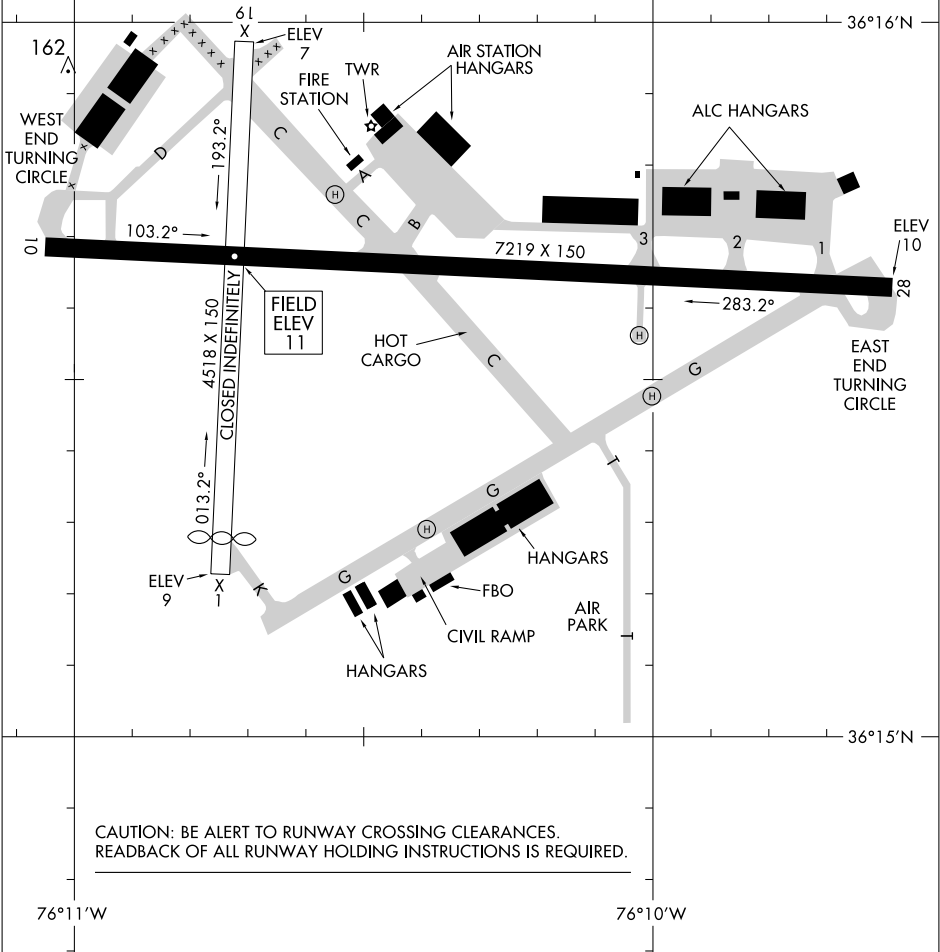 19
X
36°16'N
ELEV
7
162
AIR STATION
HANGARS
TWR
FIRE
STATION
ALC HANGARS
WEST
END
TURNING
CIRCLE
C
D
193.2°
A
H
C
B
103.2°
10
7219 X 150
3
2
1
ELEV
10
28
283.2°
FIELD
ELEV
11
4518 X 150
CLOSED INDEFINITELY
HOT
CARGO
C
H
G
EAST
END
TURNING
CIRCLE
H
T
013.2°
G
H
HANGARS
ELEV
9
X
1
K
G
FBO
CIVIL RAMP
HANGARS
AIR
PARK
T
36°15'N
CAUTION: BE ALERT TO RUNWAY CROSSING CLEARANCES.
READBACK OF ALL RUNWAY HOLDING INSTRUCTIONS IS REQUIRED.
76°11'W
76°10'W